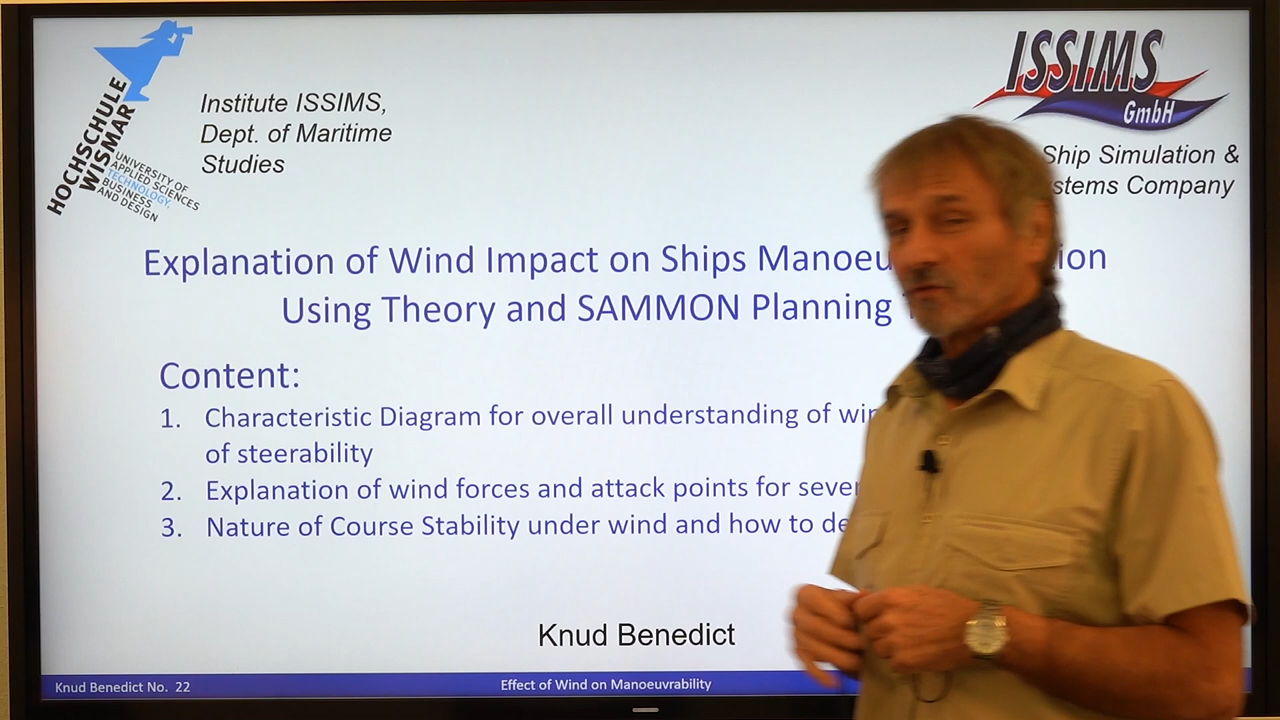 HOCHSCHULE
WISMAR
UNIVERSITY OF
APPLIED SCIENCES
TECHNOLOGY,
BUSINESS
AND DESIGN
Institute ISSIMS,
Dept. of Maritime
Studies
ISSIMS
GmbH
Ship Simulation &
stems Company
Explanation of Wind Impact on Ships Manoeu ion
Using Theory and SAMMON Planning
Content:
1. Characteristic Diagram for overall understanding of
of steerability
2. Explanation of wind forces and attack points for
3. Nature of Course Stability under wind and how to
Knud Benedict
Knud Benedict No. 22
Effect of Wind on Manoeuvrability